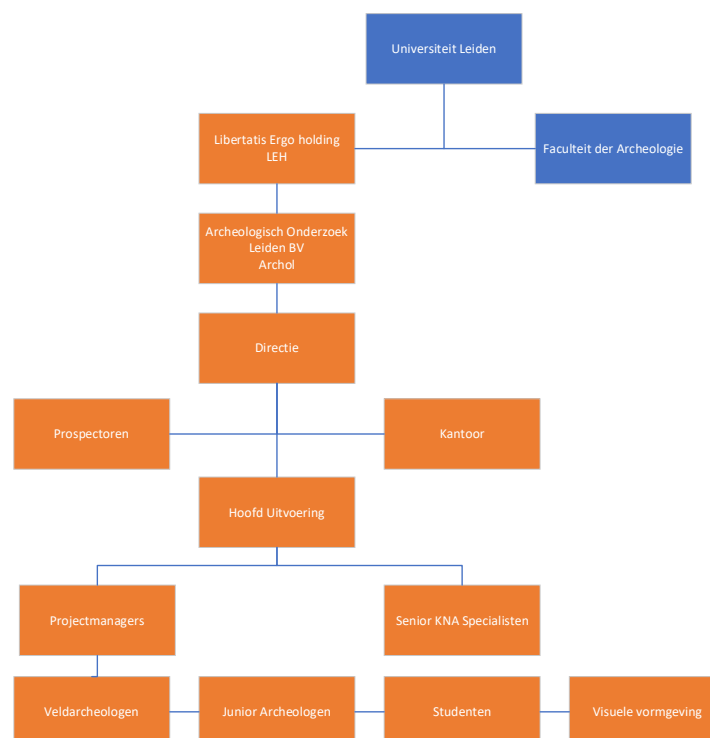 Universiteit Leiden
Libertatis Ergo holding
LEH
Faculteit der Archeologie
Archeologisch Onderzoek
Leiden BV
Archol
Directie
Prospectoren
Kantoor
Hoofd Uitvoering
Projectmanagers
Senior KNA Specialisten
Veldarcheologen
Junior Archeologen
Studenten
Visuele vormgeving